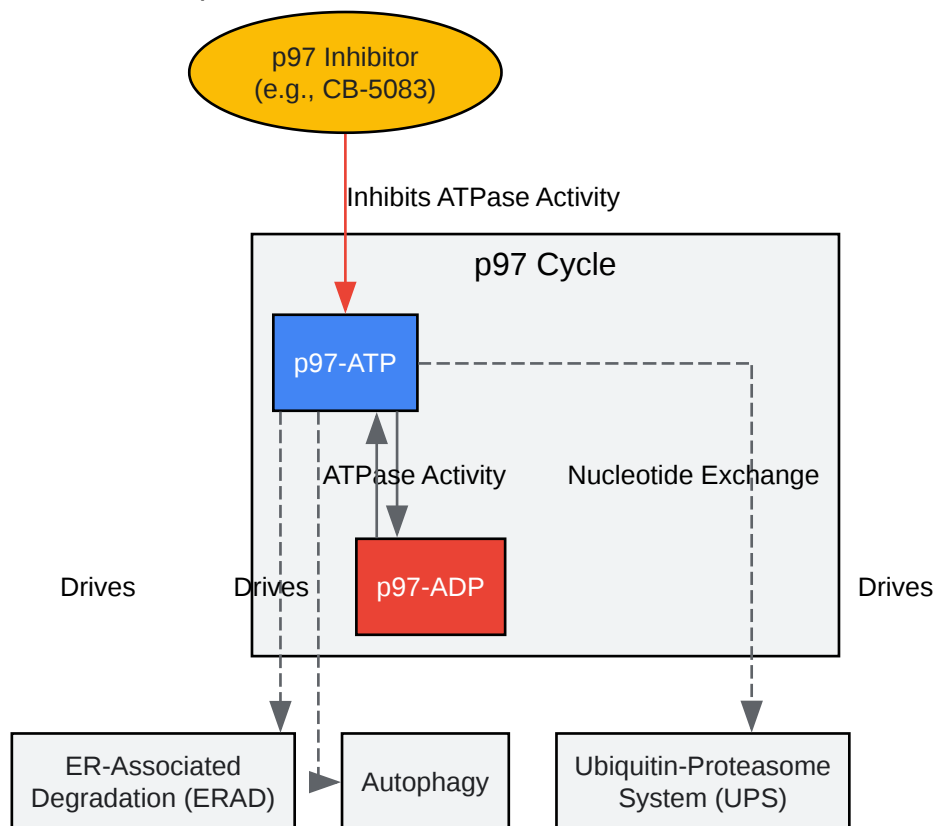 p97 Inhibitor
(e.g., CB-5083)
Inhibits ATPase Activity
p97 Cycle
p97-ATP
ATPase Activity
Nucleotide Exchange
p97-ADP
Drives
Drives
Drives
ER-Associated
Degradation (ERAD)
Autophagy
Ubiquitin-Proteasome
System (UPS)